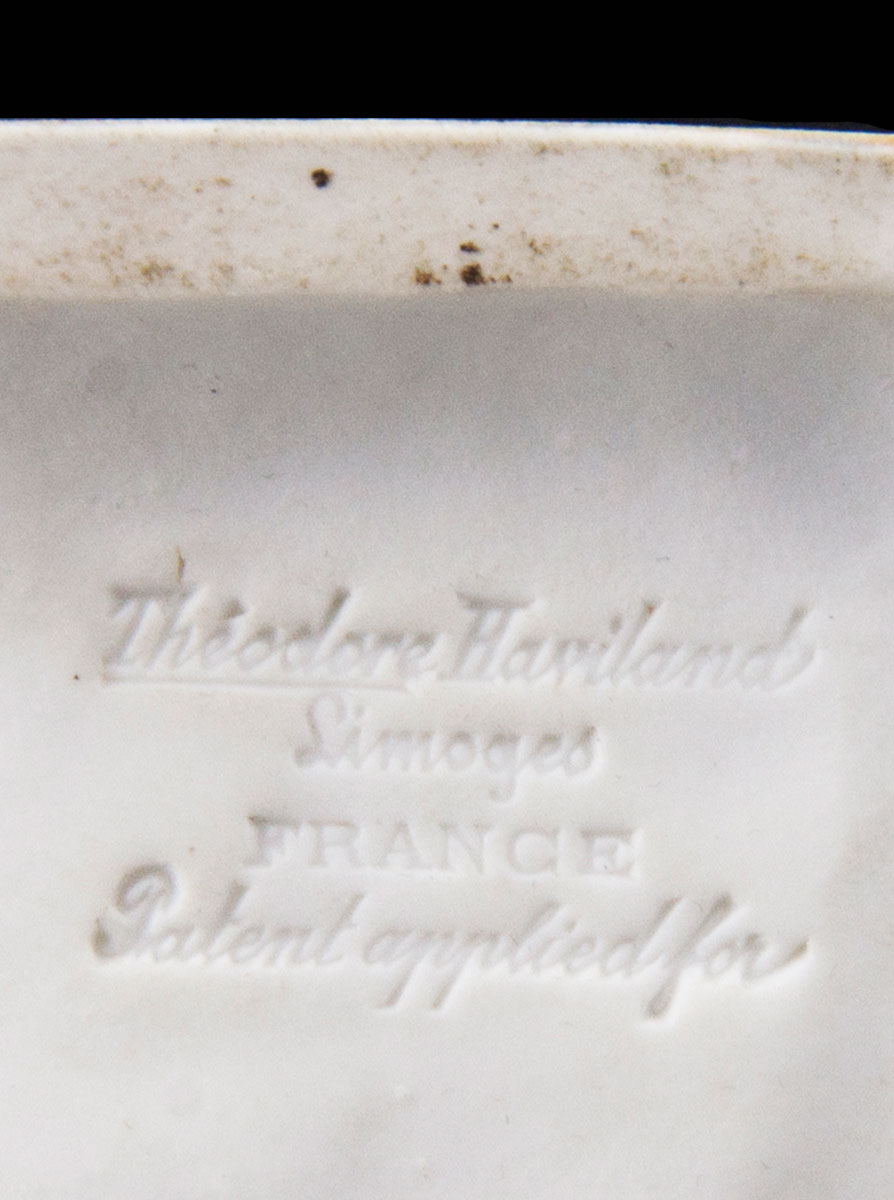 Théodore Haviland
Limoges
FRANCE
Patent applied for